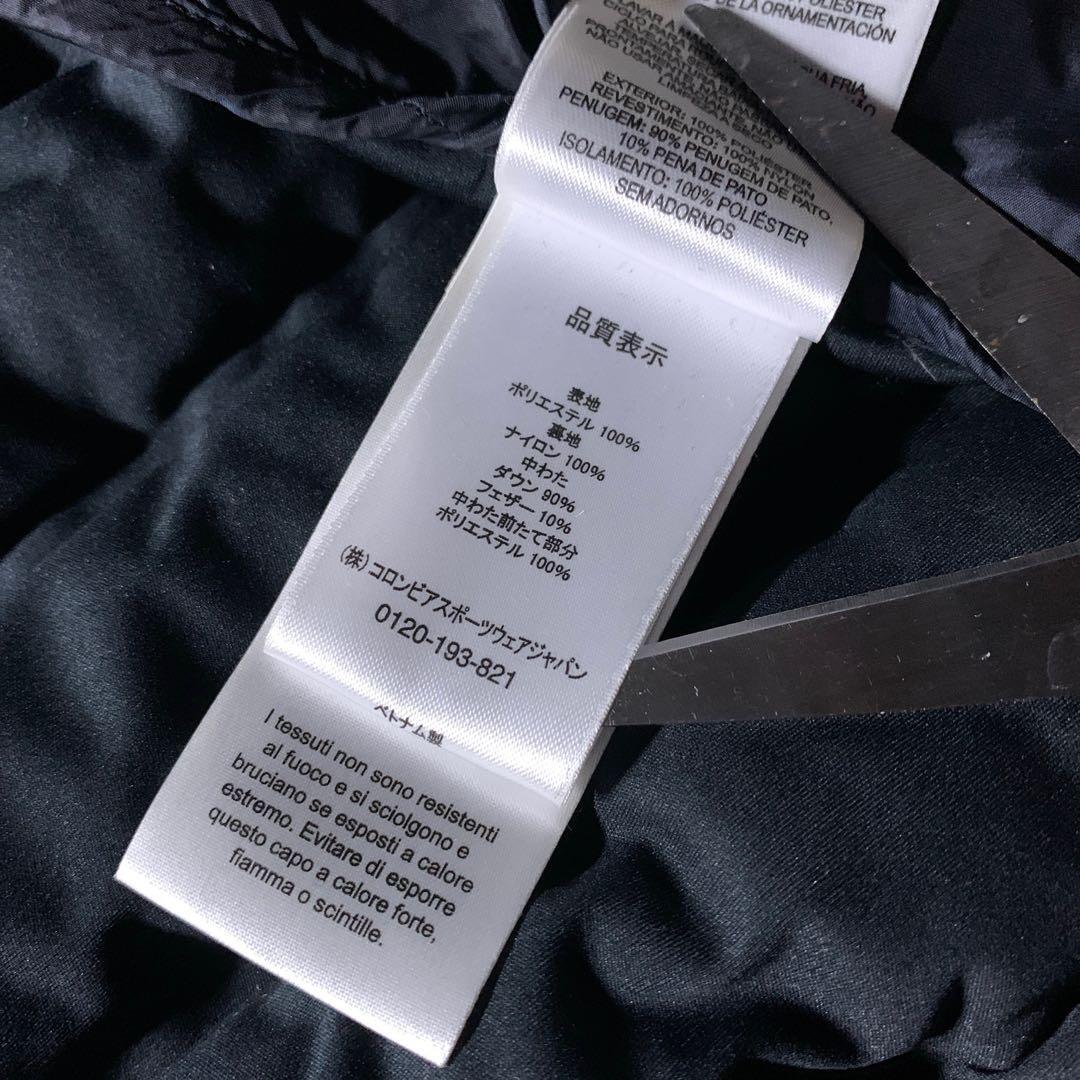 POLIÉSTER
DE LA ORNAMENTACIÓN
LAVAR A
FRIA
EXTERIOR: 100% POLIÉSTER
REVESTIMENTO: 100% NYLON
PENUGEM: 90% PENUGEM DE PATO,
10% PENA DE PATO
ISOLAMENTO: 100% POLIÉSTER
SEM ADORNOS
品質表示
表地
ポリエステル 100%
裏地
ナイロン 100%
中わた
ダウン 90%
フェザー 10%
中わた前たて部分
ポリエステル 100%
(株) コロンビアスポーツウェアジャパン
0120-193-821
ベトナム製
I tessuti non sono resistenti
al fuoco e si sciolgono e
bruciano se esposti a calore
estremo. Evitare di esporre
questo capo a calore forte,
fiamma o scintille.